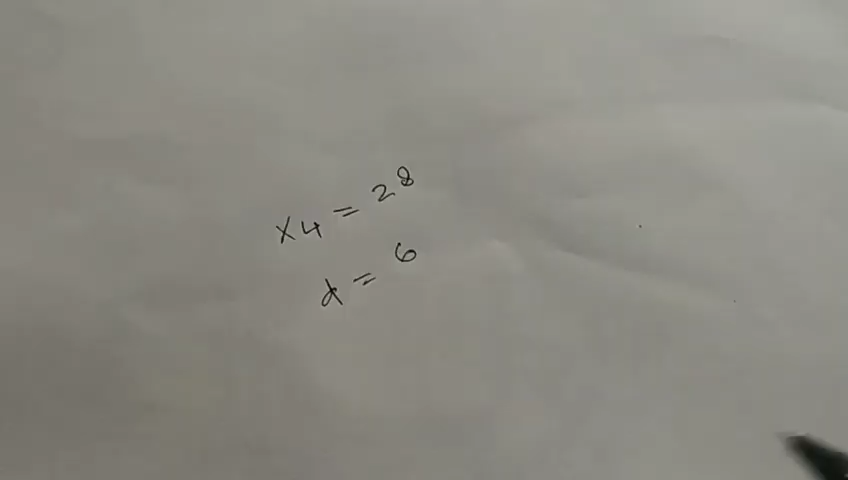 x4 = 28
x = 6